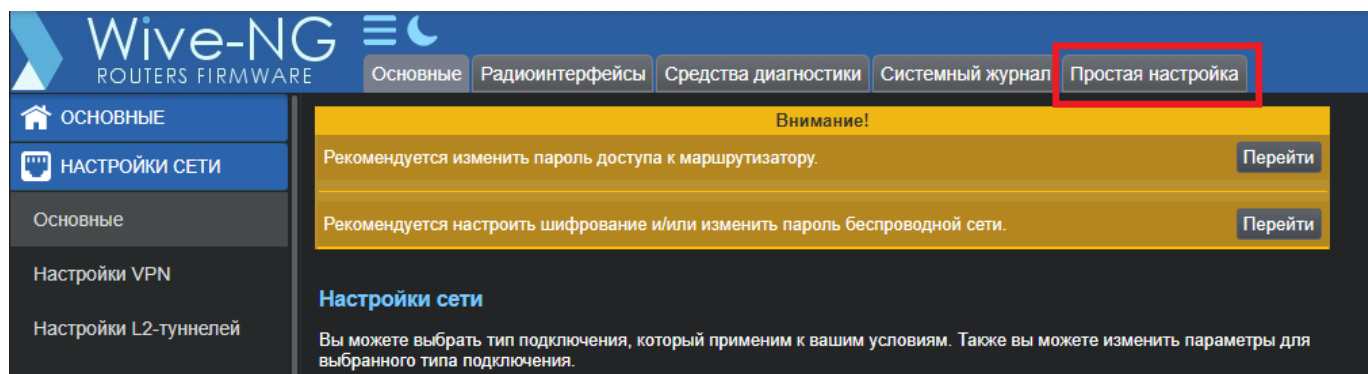 Wive-NG
ROUTERS FIRMWARE
Основные Радиоинтерфейсы Средства диагностики Системный журнал Простая настройка
ОСНОВНЫЕ
НАСТРОЙКИ СЕТИ
Основные
Настройки VPN
Настройки L2-туннелей
Внимание!
Рекомендуется изменить пароль доступа к маршрутизатору. Перейти
Рекомендуется настроить шифрование и/или изменить пароль беспроводной сети. Перейти
Настройки сети
Вы можете выбрать тип подключения, который применим к вашим условиям. Также вы можете изменить параметры для
выбранного типа подключения.